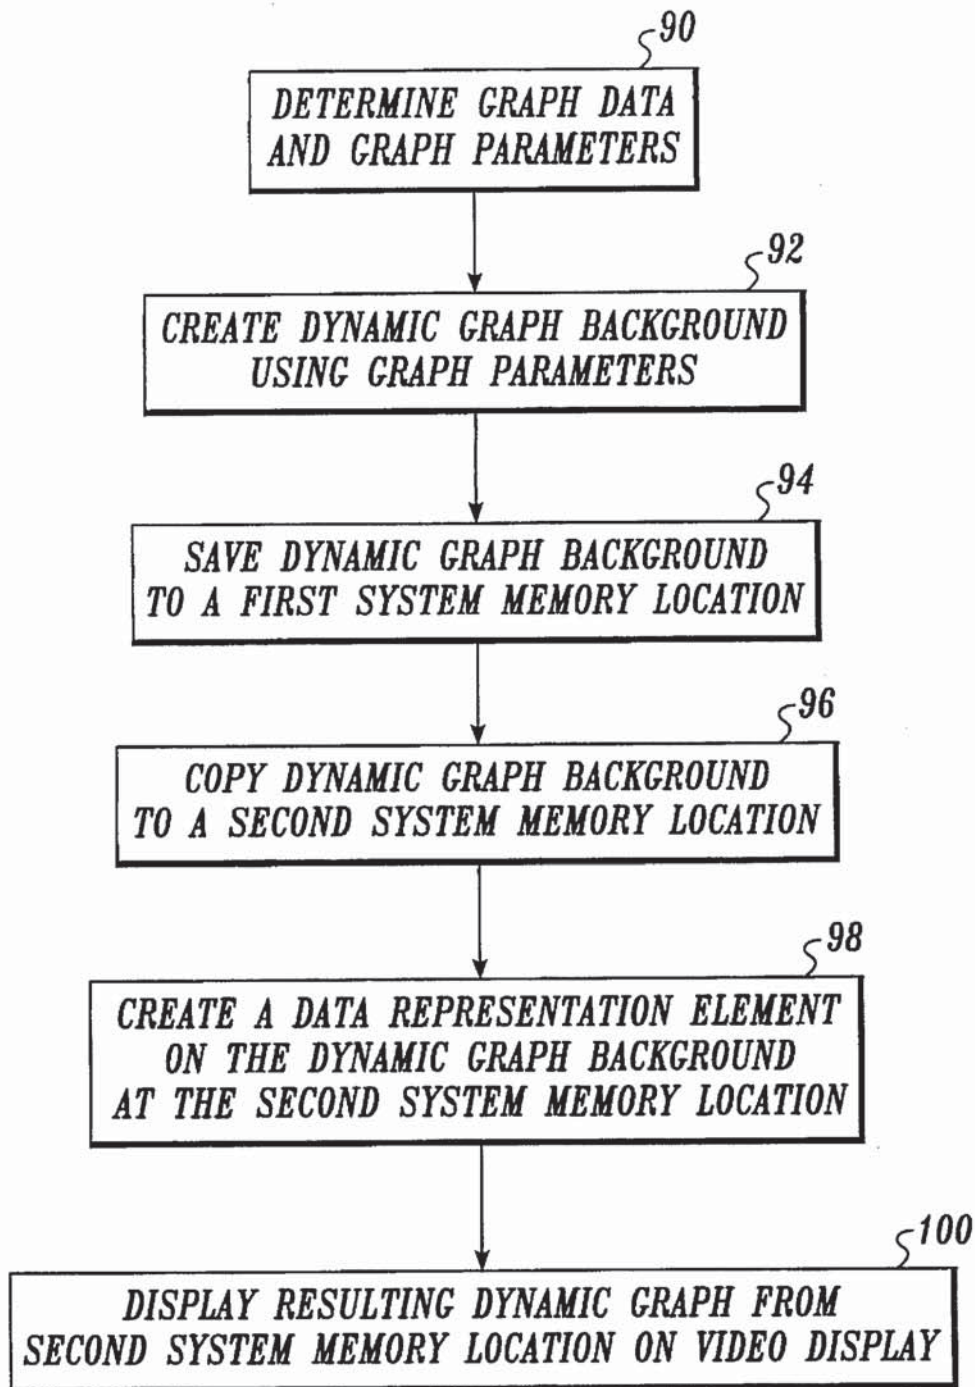 90
DETERMINE GRAPH DATA
AND GRAPH PARAMETERS
92
CREATE DYNAMIC GRAPH BACKGROUND
USING GRAPH PARAMETERS
94
SAVE DYNAMIC GRAPH BACKGROUND
TO A FIRST SYSTEM MEMORY LOCATION
96
COPY DYNAMIC GRAPH BACKGROUND
TO A SECOND SYSTEM MEMORY LOCATION
98
CREATE A DATA REPRESENTATION ELEMENT
ON THE DYNAMIC GRAPH BACKGROUND
AT THE SECOND SYSTEM MEMORY LOCATION
100
DISPLAY RESULTING DYNAMIC GRAPH FROM
SECOND SYSTEM MEMORY LOCATION ON VIDEO DISPLAY